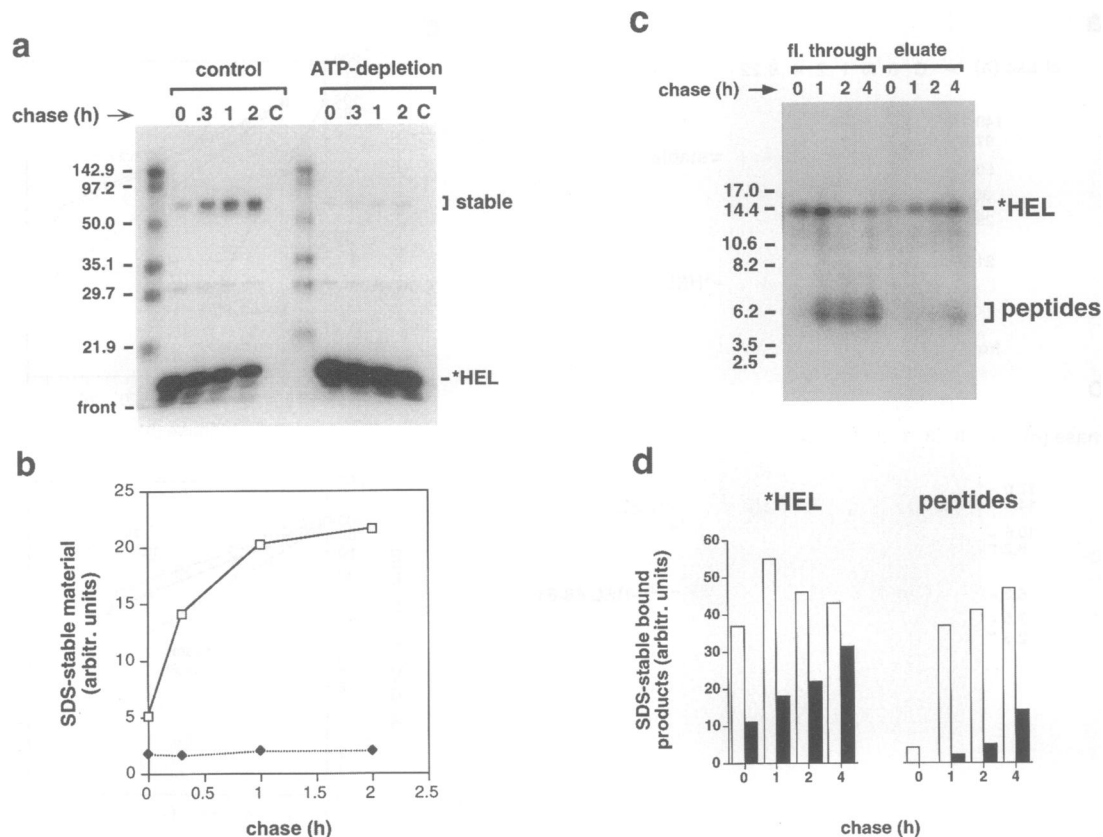 a
control
ATP-depletion
chase (h) → 0 .3 1 2 C 0 .3 1 2 C
142.9
97.2
50.0
35.1
29.7
21.9
front
] stable
*HEL
b
SDS-stable material
(arbitr. units)
25
20
15
10
5
0
0 0.5 1 1.5 2 2.5
chase (h)
c
fl. through
eluate
chase (h) → 0 1 2 4 0 1 2 4
17.0
14.4
10.6
8.2
6.2
3.5
2.5
*HEL
] peptides
d
*HEL
peptides
SDS-stable bound
products (arbitr. units)
60
50
40
30
20
10
0
0 1 2 4
0 1 2 4
chase (h)